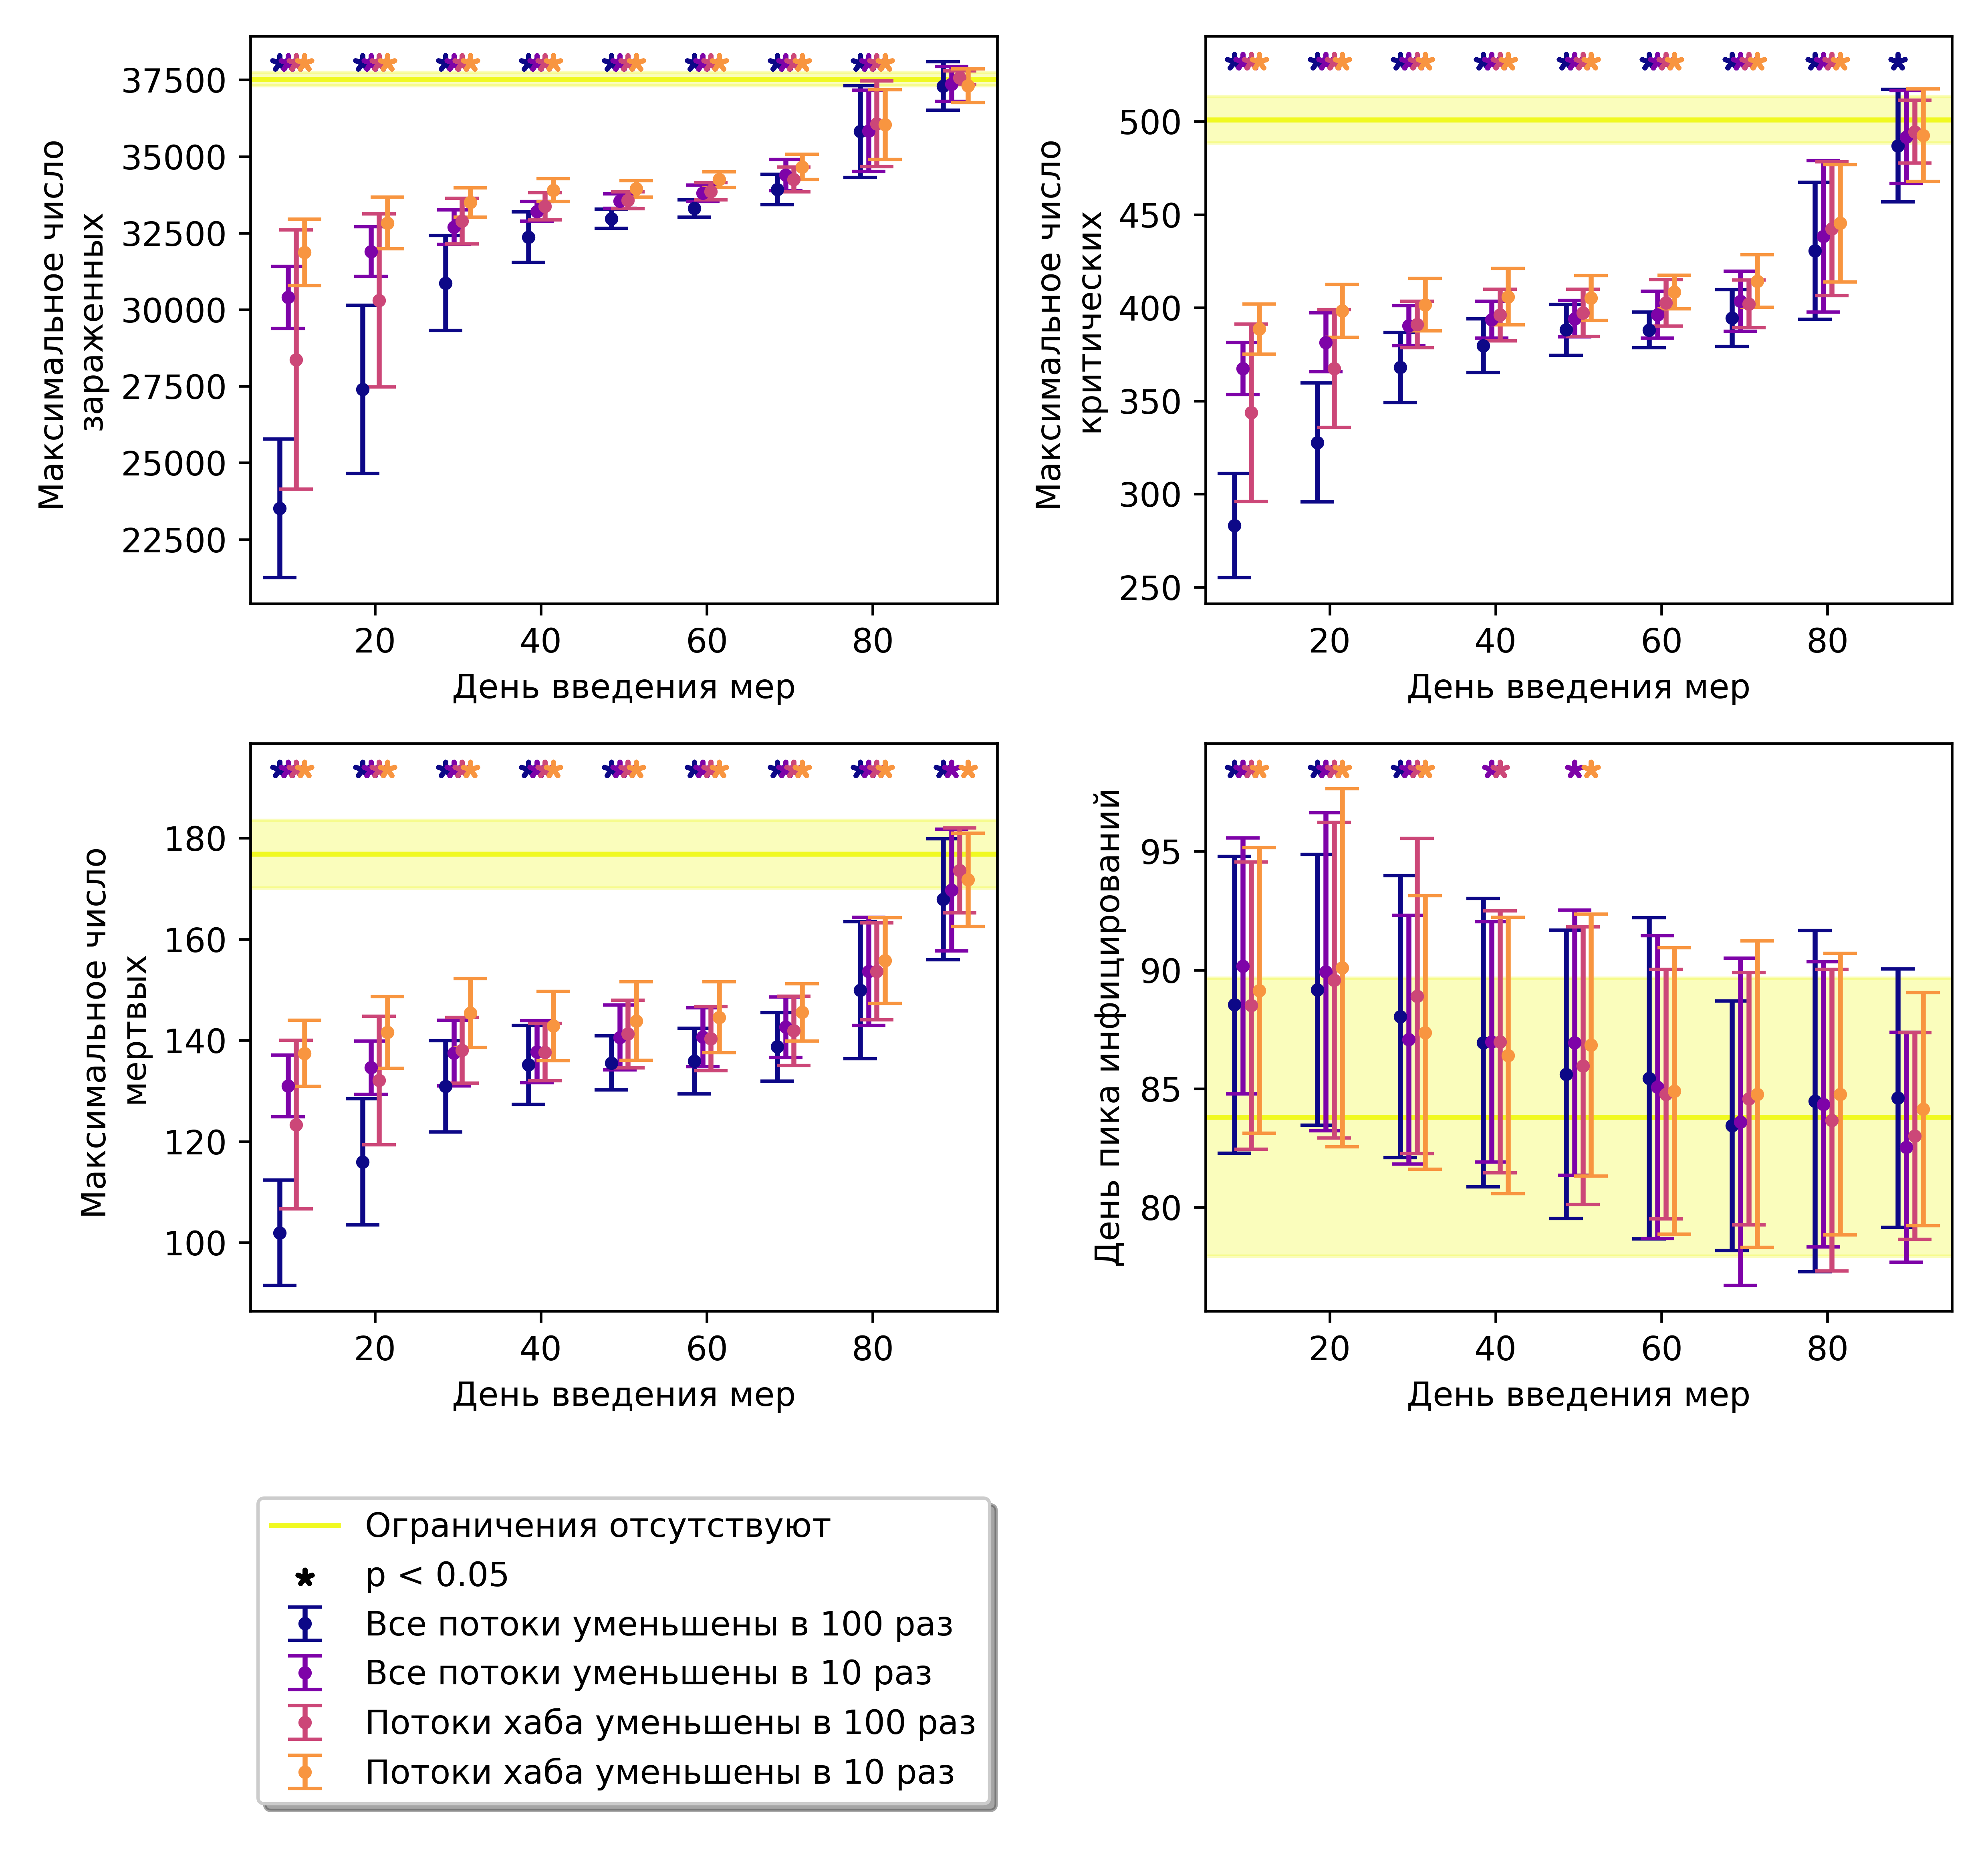 Максимальное число
зараженных
37500
35000
32500
30000
27500
25000
22500
20 40 60 80
День введения мер
Максимальное число
критических
500
450
400
350
300
250
20 40 60 80
День введения мер
Максимальное число
мертвых
180
160
140
120
100
20 40 60 80
День введения мер
День пика инфицирований
95
90
85
80
20 40 60 80
День введения мер
Ограничения отсутствуют
p < 0.05
Все потоки уменьшены в 100 раз
Все потоки уменьшены в 10 раз
Потоки хаба уменьшены в 100 раз
Потоки хаба уменьшены в 10 раз